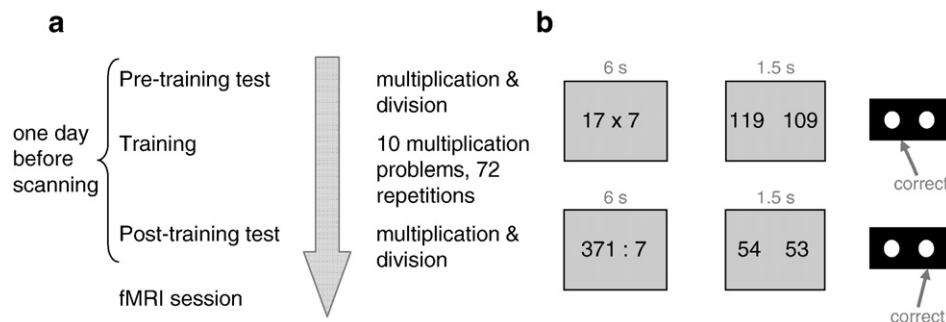 a
Pre-training test
one day
before
scanning
Training
Post-training test
fMRI session
multiplication &
division
10 multiplication
problems, 72
repetitions
multiplication &
division
b
6 s
1.5 s
17 x 7
119 109
correct
6 s
1.5 s
371 : 7
54 53
correct